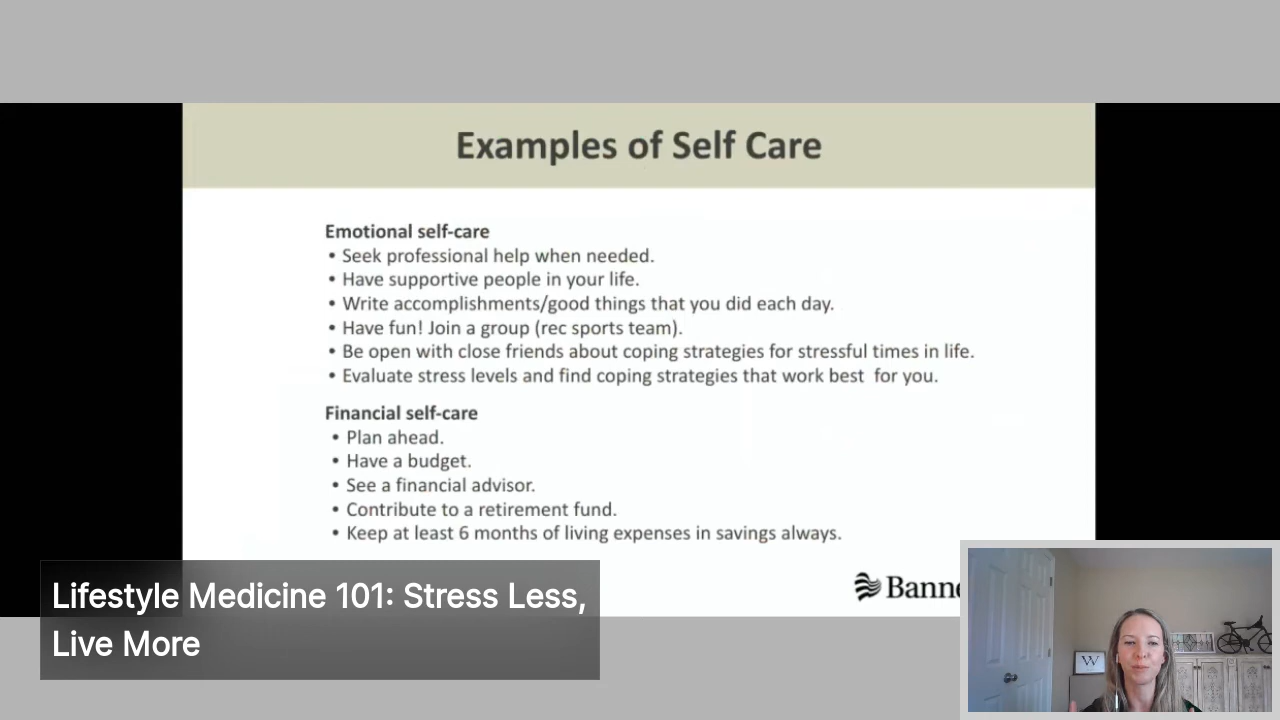 Examples of Self Care
Emotional self-care
• Seek professional help when needed.
• Have supportive people in your life.
• Write accomplishments/good things that you did each day.
• Have fun! Join a group (rec sports team).
• Be open with close friends about coping strategies for stressful times in life.
• Evaluate stress levels and find coping strategies that work best  for you.
Financial self-care
• Plan ahead.
• Have a budget.
• See a financial advisor.
• Contribute to a retirement fund.
• Keep at least 6 months of living expenses in savings always.
Lifestyle Medicine 101: Stress Less,
Live More
W